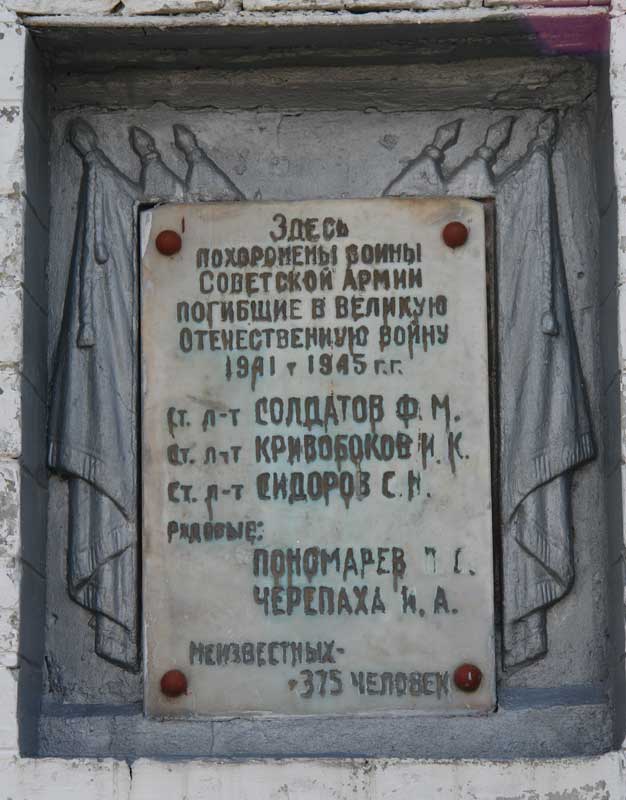 Здесь
похоронены воины
Советской Армии
погибшие в Великую
Отечественную войну
1941 - 1945 г.г.
Ст. л-т СОЛДАТОВ Ф. М.
Ст. л-т КРИВОБОКОВ И. К.
Ст. л-т СИДОРОВ С. Н.
Рядовые:
ПОНОМАРЕВ
ЧЕРЕПАХА И. А.
Неизвестных-
375 человек